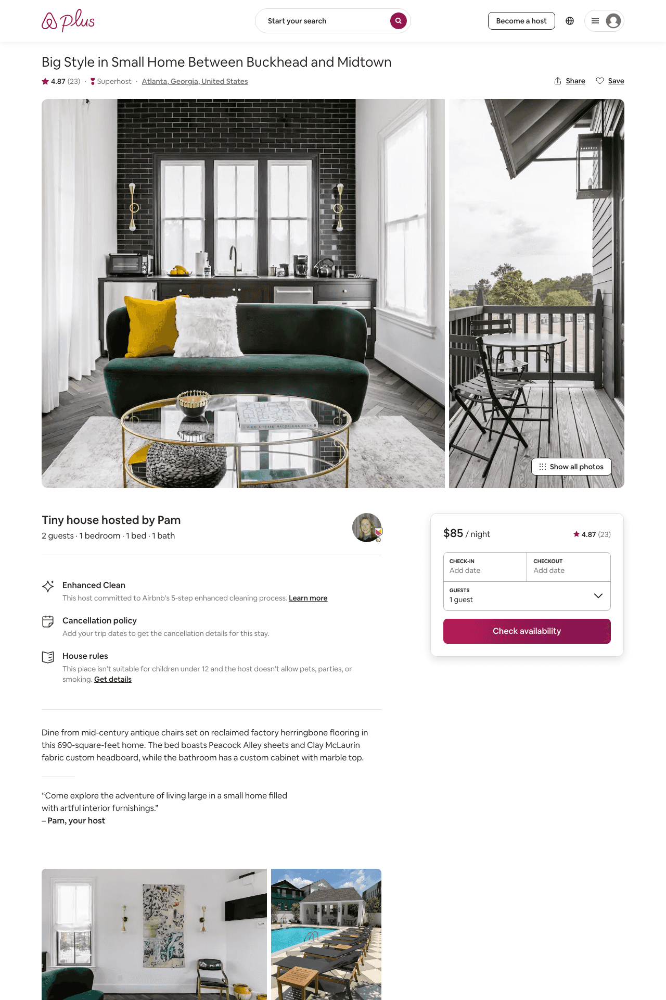 plus
Start your search
Become a host
Big Style in Small Home Between Buckhead and Midtown
4.87 (23) · Superhost · Atlanta, Georgia, United States
Share
Save
Show all photos
Tiny house hosted by Pam
2 guests · 1 bedroom · 1 bed · 1 bath
$85 / night
4.87 (23)
CHECK-IN
Add date
CHECKOUT
Add date
GUESTS
1 guest
Check availability
Enhanced Clean
This host committed to Airbnb's 5-step enhanced cleaning process. Learn more
Cancellation policy
Add your trip dates to get the cancellation details for this stay.
House rules
This place isn't suitable for children under 12 and the host doesn't allow pets, parties, or
smoking. Get details
Dine from mid-century antique chairs set on reclaimed factory herringbone flooring in
this 690-square-feet home. The bed boasts Peacock Alley sheets and Clay McLaurin
fabric custom headboard, while the bathroom has a custom cabinet with marble top.
“Come explore the adventure of living large in a small home filled
with artful interior furnishings.”
– Pam, your host